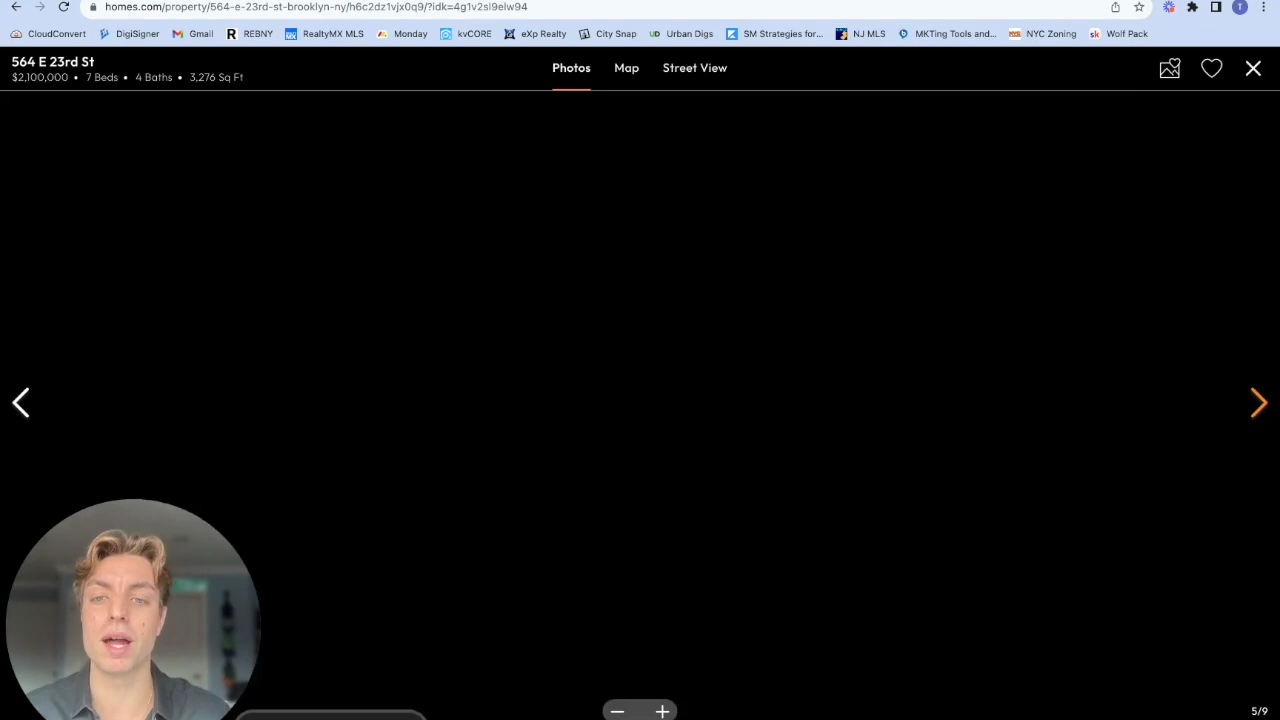 homes.com/property/564-e-23rd-st-brooklyn-ny/h6c2dz1vjx0q9/?idk=4g1v2sl9elw94
T
CloudConvert DigiSigner Gmail R REBNY RealtyMX MLS Monday kvCORE eXp Realty City Snap UD Urban Digs SM Strategies for... NJ MLS MKTing Tools and... NYC Zoning sk Wolf Pack
564 E 23rd St
$2,100,000 • 7 Beds • 4 Baths • 3,276 Sq Ft
Photos Map Street View
5/9